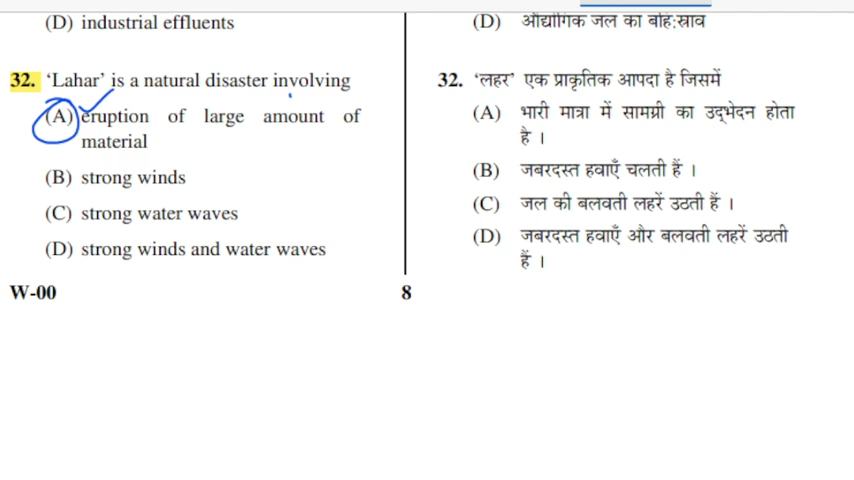 (D) industrial effluents
32. 'Lahar' is a natural disaster involving
(A) eruption of large amount of
material
(B) strong winds
(C) strong water waves
(D) strong winds and water waves
W-00
8
(D) औद्योगिक जल का बहि:स्राव
32. 'लहर' एक प्राकृतिक आपदा है जिसमें
(A) भारी मात्रा में सामग्री का उद्भेदन होता
है ।
(B) जबरदस्त हवाएँ चलती हैं ।
(C) जल की बलवती लहरें उठती हैं ।
(D) जबरदस्त हवाएँ और बलवती लहरें उठती
हैं ।